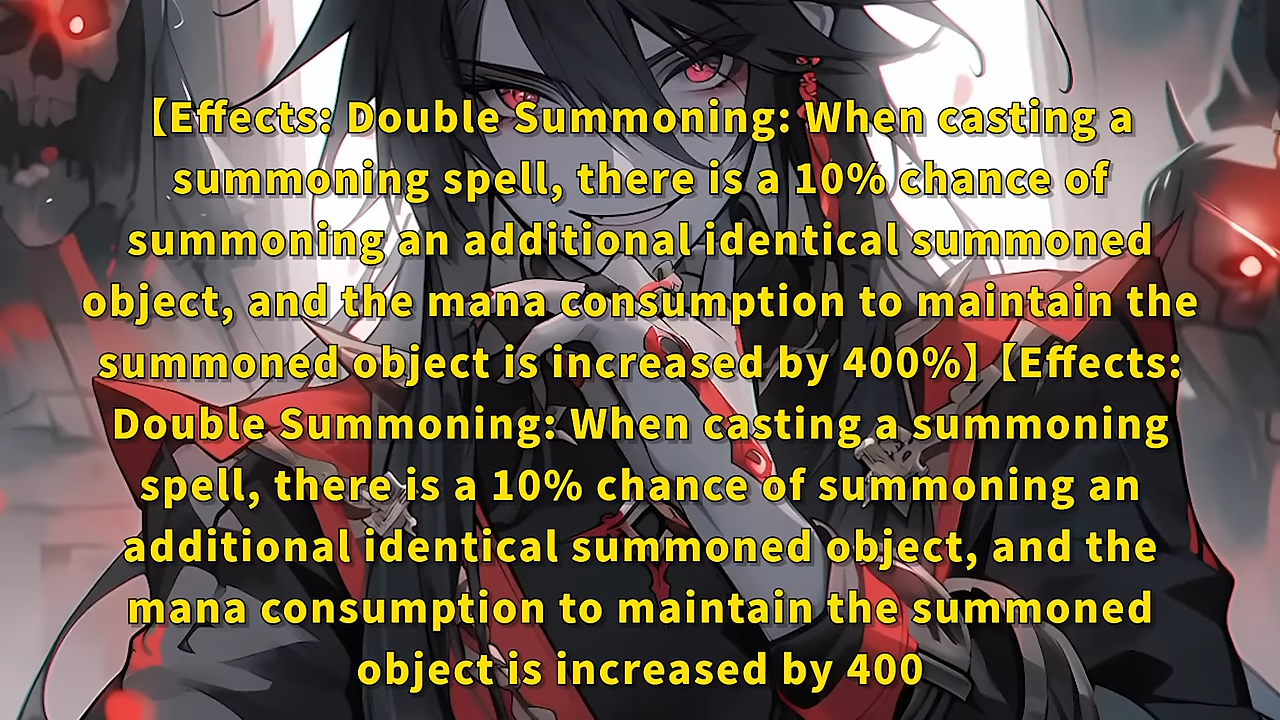 【Effects: Double Summoning: When casting a
summoning spell, there is a 10% chance of
summoning an additional identical summoned
object, and the mana consumption to maintain the
summoned object is increased by 400%】【Effects:
Double Summoning: When casting a summoning
spell, there is a 10% chance of summoning an
additional identical summoned object, and the
mana consumption to maintain the summoned
object is increased by 400